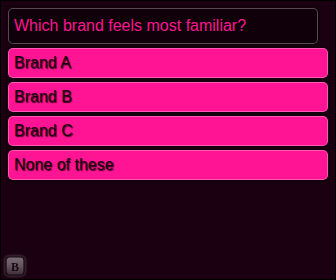 Which brand feels most familiar?
Brand A
Brand B
Brand C
None of these
B